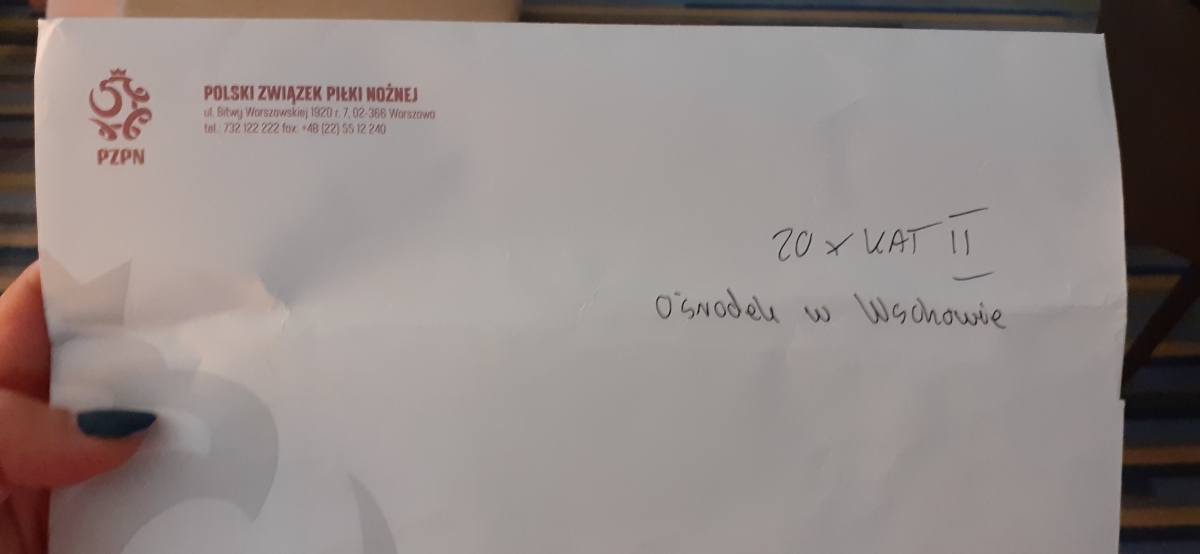 POLSKI ZWIĄZEK PIŁKI NOŻNEJ
ul. Bitwy Warszawskiej 1920 r. 7, 02-366 Warszawa
tel.: 732 122 222 fax: +48 (22) 55 12 240
PZPN
20 x KAT II
Ośrodek w Wschowie